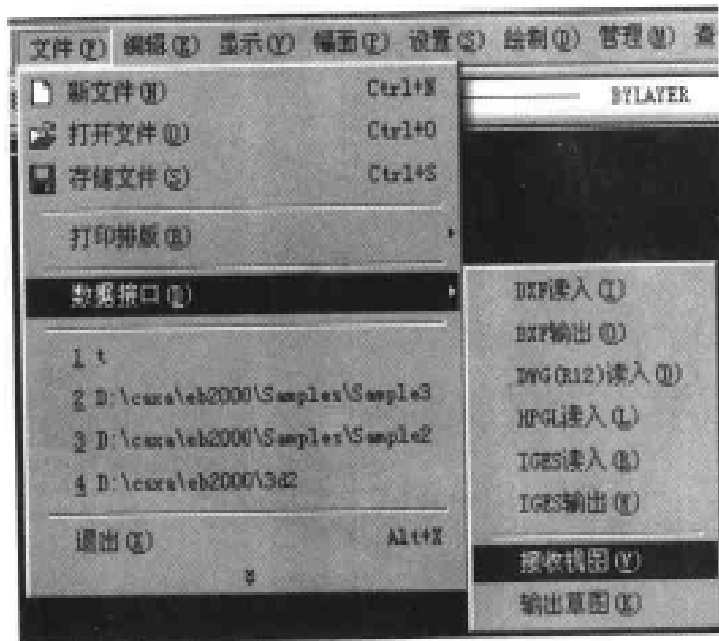 文件(F) 编辑(E) 显示(V) 幅面(P) 设置(S) 绘制(D) 管理(M) 查
新文件(N) Ctrl+N
BYLAYER
打开文件(O) Ctrl+O
存储文件(S) Ctrl+S
打印排版(R)
数据接口(I)
1 t
2 D:\caxa\eb2000\Samples\Sample3
3 D:\caxa\eb2000\Samples\Sample2
4 D:\caxa\eb2000\3d2
退出(X) Alt+X
DXF读入(I)
DXF输出(O)
DWG(R12)读入(D)
HPGL读入(L)
IGES读入(R)
IGES输出
接收视图(V)
输出草图(K)